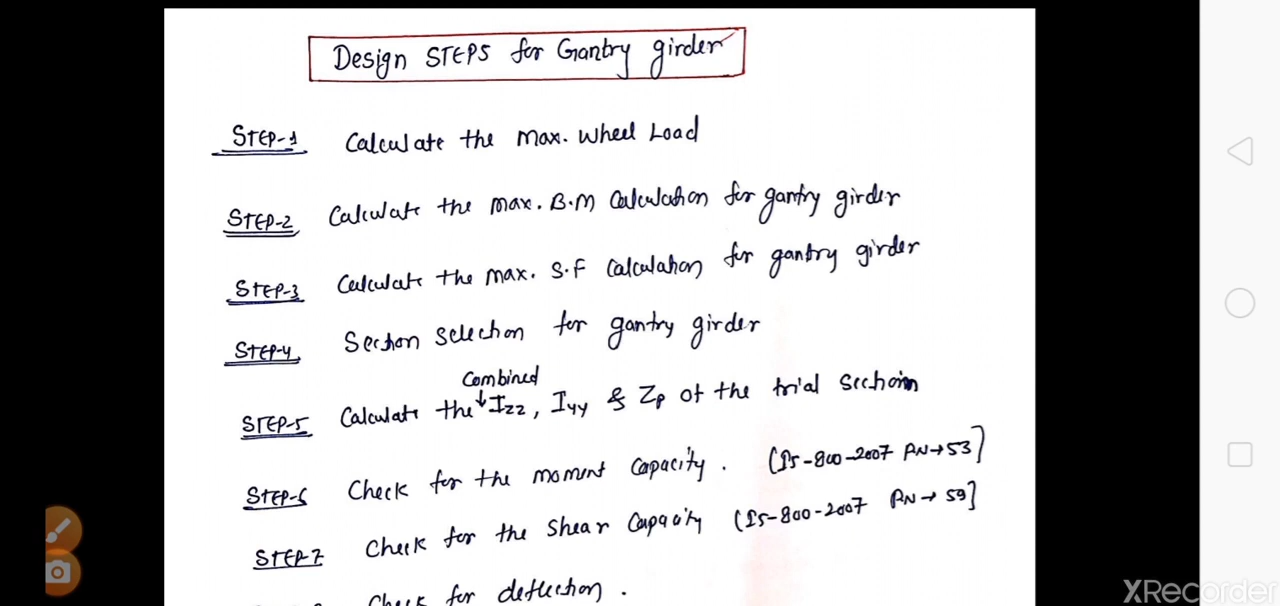 Design STEPS for Gantry girder
STEP-1 Calculate the max. Wheel Load
STEP-2 Calculate the max. B.M Calculation for gantry girder
STEP-3 Calculate the max. S.F Calculation for gantry girder
STEP-4 Section selection for gantry girder
Combined
STEP-5 Calculate the ↓ Izz, Iyy & Zp of the trial section
STEP-6 Check for the moment capacity. (IS-800-2007 PN→53]
STEP-7 Check for the shear capacity (IS-800-2007 PN→59]
Check for deflection.
XRecorder